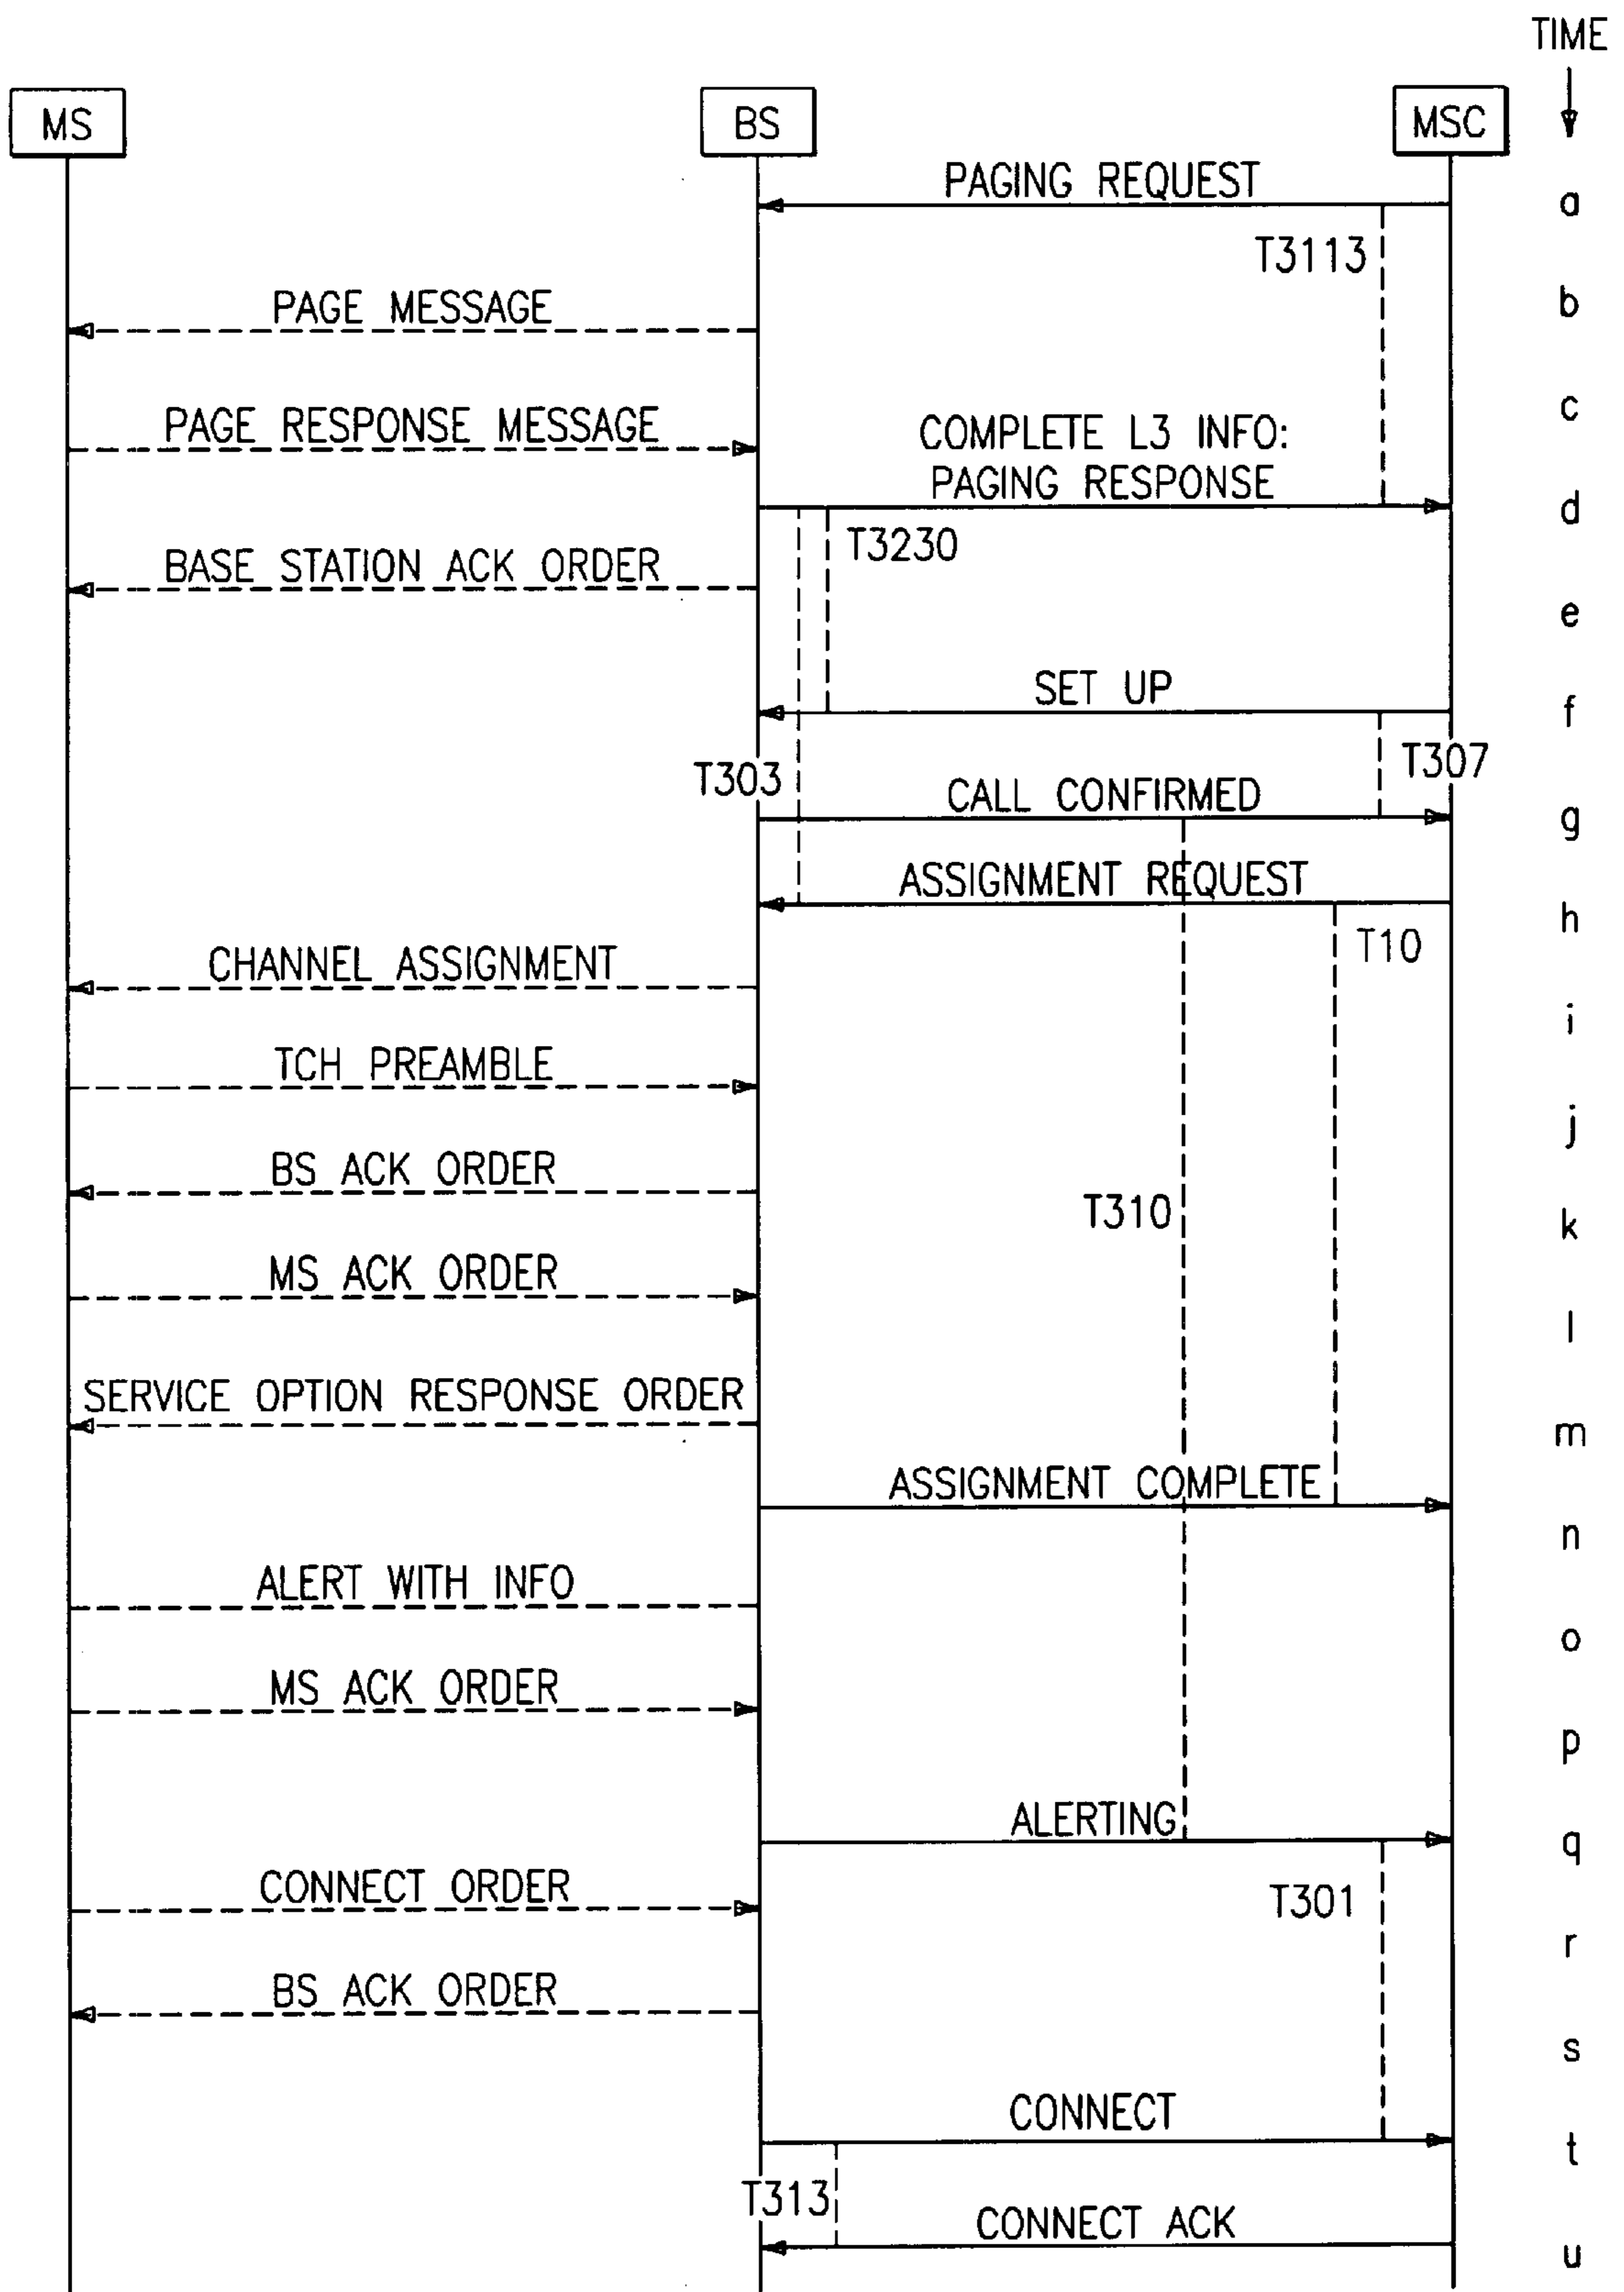 TIME
MS
BS
MSC
PAGING REQUEST
a
T3113
PAGE MESSAGE
b
PAGE RESPONSE MESSAGE
c
COMPLETE L3 INFO:
PAGING RESPONSE
d
T3230
BASE STATION ACK ORDER
e
SET UP
f
T303
T307
CALL CONFIRMED
g
ASSIGNMENT REQUEST
h
T10
CHANNEL ASSIGNMENT
i
TCH PREAMBLE
j
BS ACK ORDER
T310
k
MS ACK ORDER
l
SERVICE OPTION RESPONSE ORDER
m
ASSIGNMENT COMPLETE
n
ALERT WITH INFO
o
MS ACK ORDER
p
ALERTING
q
CONNECT ORDER
T301
r
BS ACK ORDER
s
CONNECT
t
T313
CONNECT ACK
u